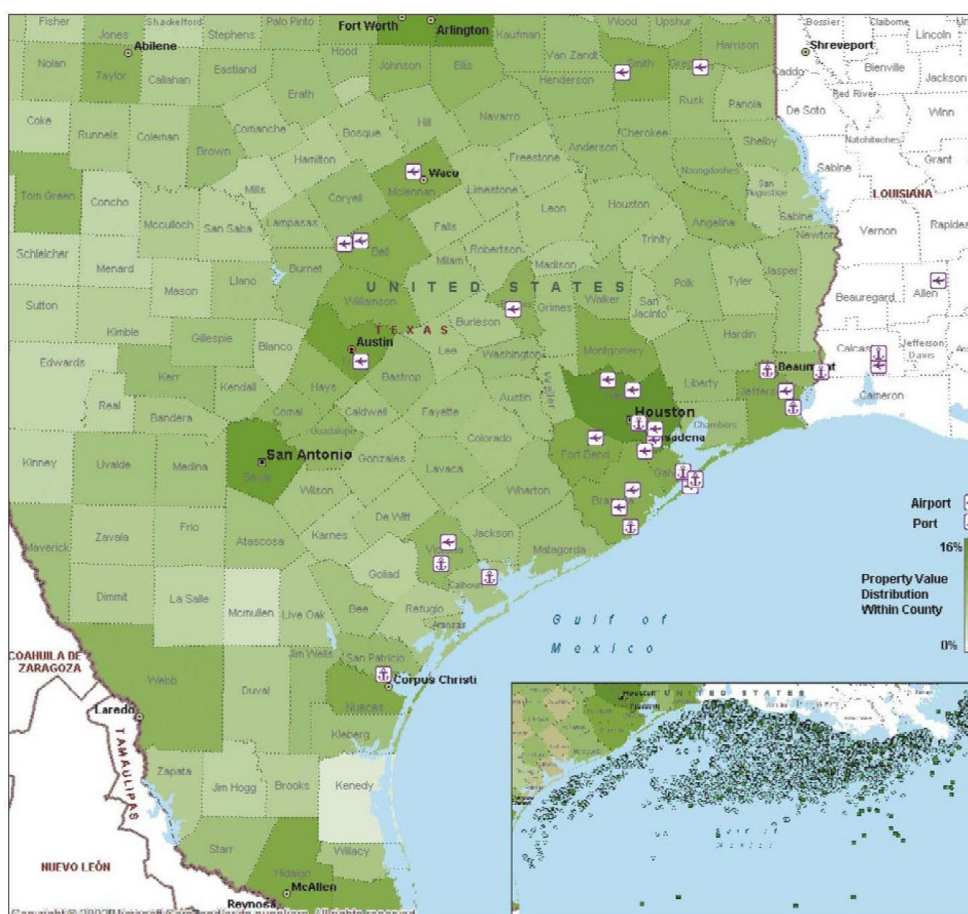 Fisher
Jones
Shackelford
Stephens
Palo Pinto
Fort Worth
Arlington
Kaufman
Wood
Upshur
Harrison
Bossier
Claiborne
Lincoln
Abilene
Nolan
Taylor
Callahan
Eastland
Hood
Johnson
Ellis
Van Zandt
Smith
Henderson
Rusk
Panola
Shreveport
Caddo
Bienville
Jackson
Red River
De Soto
Winn
Coke
Runnels
Coleman
Brown
Comanche
Erath
Bosque
Hill
Navarro
Anderson
Cherokee
Shelby
Natchitoches
Sabine
Grant
Hamilton
Freestone
Nacogdoches
San
Augustine
Tom Green
Concho
Mcculloch
San Saba
Mills
Lampasas
Coryell
Mclennan
Waco
Limestone
Leon
Houston
Angelina
Sabine
Newton
LOUISIANA
Vernon
Rapides
Schleicher
Menard
Mason
Llano
Burnet
Bell
Falls
Milam
Robertson
Madison
Trinity
Polk
Tyler
Jasper
Beauregard
Allen
Sutton
Kimble
Gillespie
Blanco
Williamson
UNITED STATES
TEXAS
Austin
Burleson
Grimes
Walker
San
Jacinto
Hardin
Jefferson
Davis
Cameron
Edwards
Real
Kerr
Kendall
Bandera
Hays
Comal
Guadalupe
Caldwell
Bastrop
Lee
Washington
Austin
Waller
Montgomery
Liberty
Chambers
Beaumont
Houston
Fort Bend
Kinney
Uvalde
Medina
San Antonio
Bexar
Wilson
Gonzales
Fayette
Lavaca
Colorado
Wharton
Maverick
Zavala
Frio
Atascosa
Karnes
De Witt
Jackson
Matagorda
Dimmit
La Salle
Mcmullen
Live Oak
Bee
Goliad
Victoria
Calhoun
Refugio
Aransas
Airport
Port
16%
Property Value
Distribution
Within County
0%
Gulf of
Mexico
COAHUILA DE
ZARAGOZA
Webb
Duval
Jim Wells
San Patricio
Corpus Christi
Nueces
Kleberg
Laredo
TAMAULIPAS
Zapata
Jim Hogg
Brooks
Kenedy
Starr
Hidalgo
Willacy
NUEVO LEÓN
McAllen
Reynosa
Houston
UNITED STATES
Gulf of
Mexico